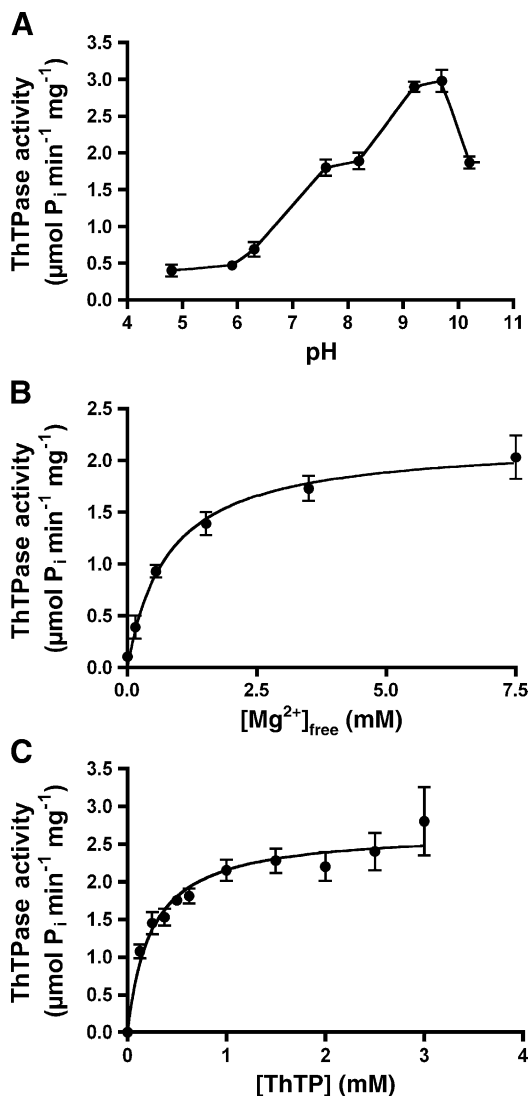 A
ThTPase activity
(µmol Pᵢ min⁻¹ mg⁻¹)
3.5
3.0
2.5
2.0
1.5
1.0
0.5
0.0
4 5 6 7 8 9 10 11
pH
B
ThTPase activity
(µmol Pᵢ min⁻¹ mg⁻¹)
2.5
2.0
1.5
1.0
0.5
0.0
0.0 2.5 5.0 7.5
[Mg²⁺]free (mM)
C
ThTPase activity
(µmol Pᵢ min⁻¹ mg⁻¹)
3.5
3.0
2.5
2.0
1.5
1.0
0.5
0.0
0 1 2 3 4
[ThTP] (mM)